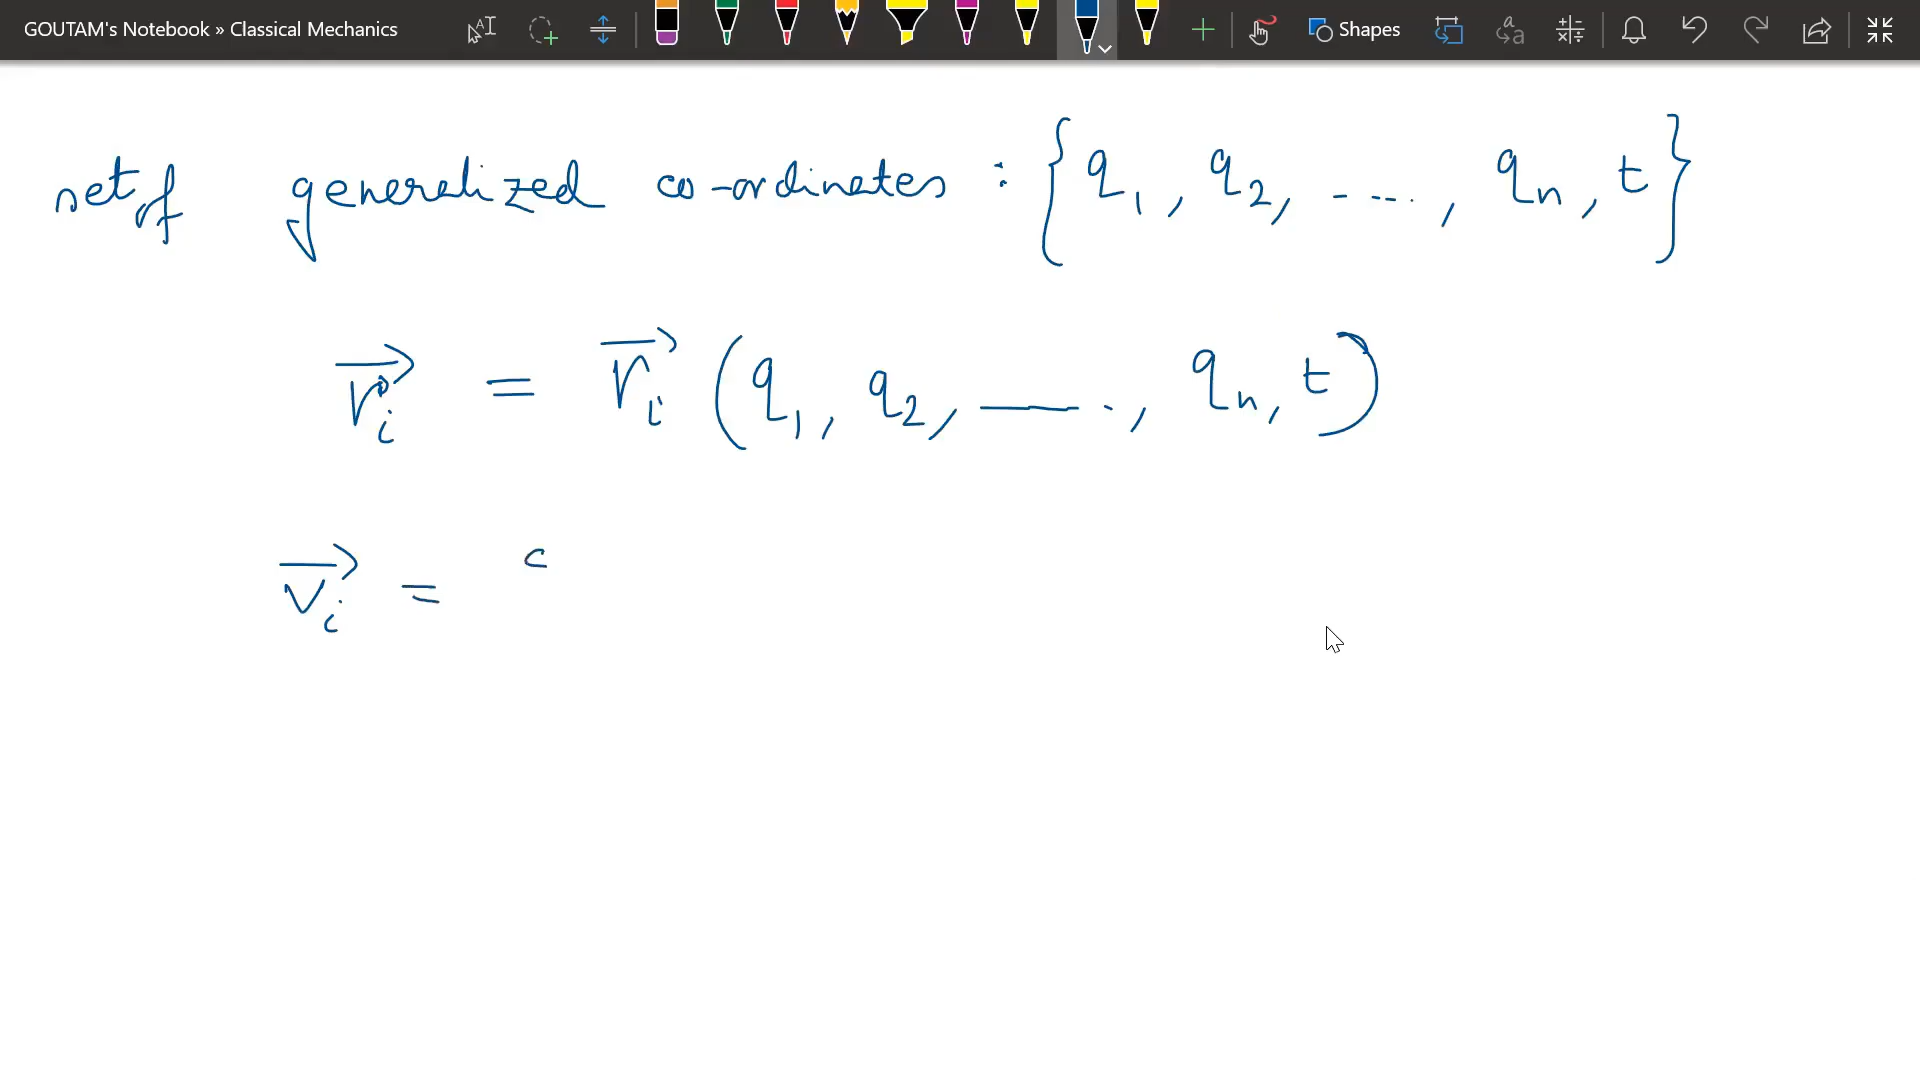 GOUTAM's Notebook » Classical Mechanics
Shapes
set of generalized co-ordinates : {q₁, q₂, ....., qₙ, t}
r⃗ᵢ = r⃗ᵢ (q₁, q₂, —— ., qₙ, t)
v⃗ᵢ =